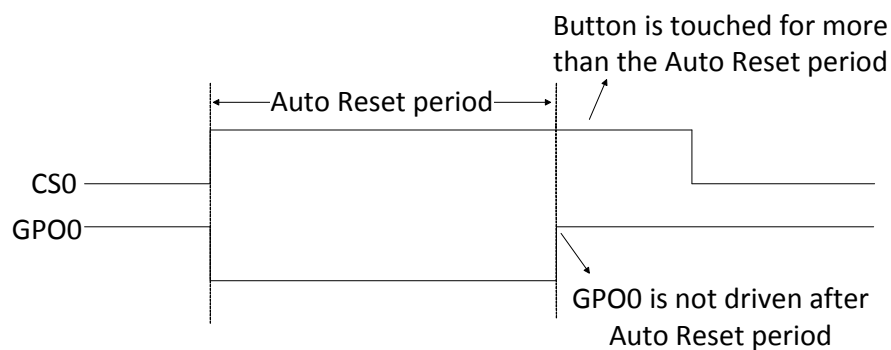 Button is touched for more
than the Auto Reset period
Auto Reset period
CS0
GPO0
GPO0 is not driven after
Auto Reset period